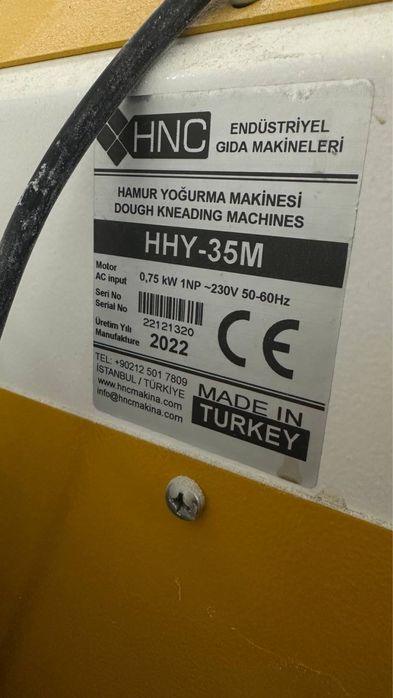 HNC
ENDÜSTRİYEL
GIDA MAKİNELERİ
HAMUR YOĞURMA MAKİNESİ
DOUGH KNEADING MACHINES
HHY-35M
Motor
AC input 0,75 kW 1NP ~230V 50-60Hz
Seri No
Serial No 22121320
Üretim Yılı
Manufakture 2022
CE
TEL: +90212 501 7809
İSTANBUL / TÜRKİYE
www.hncmakina.com
info@hncmakina.com
MADE IN
TURKEY